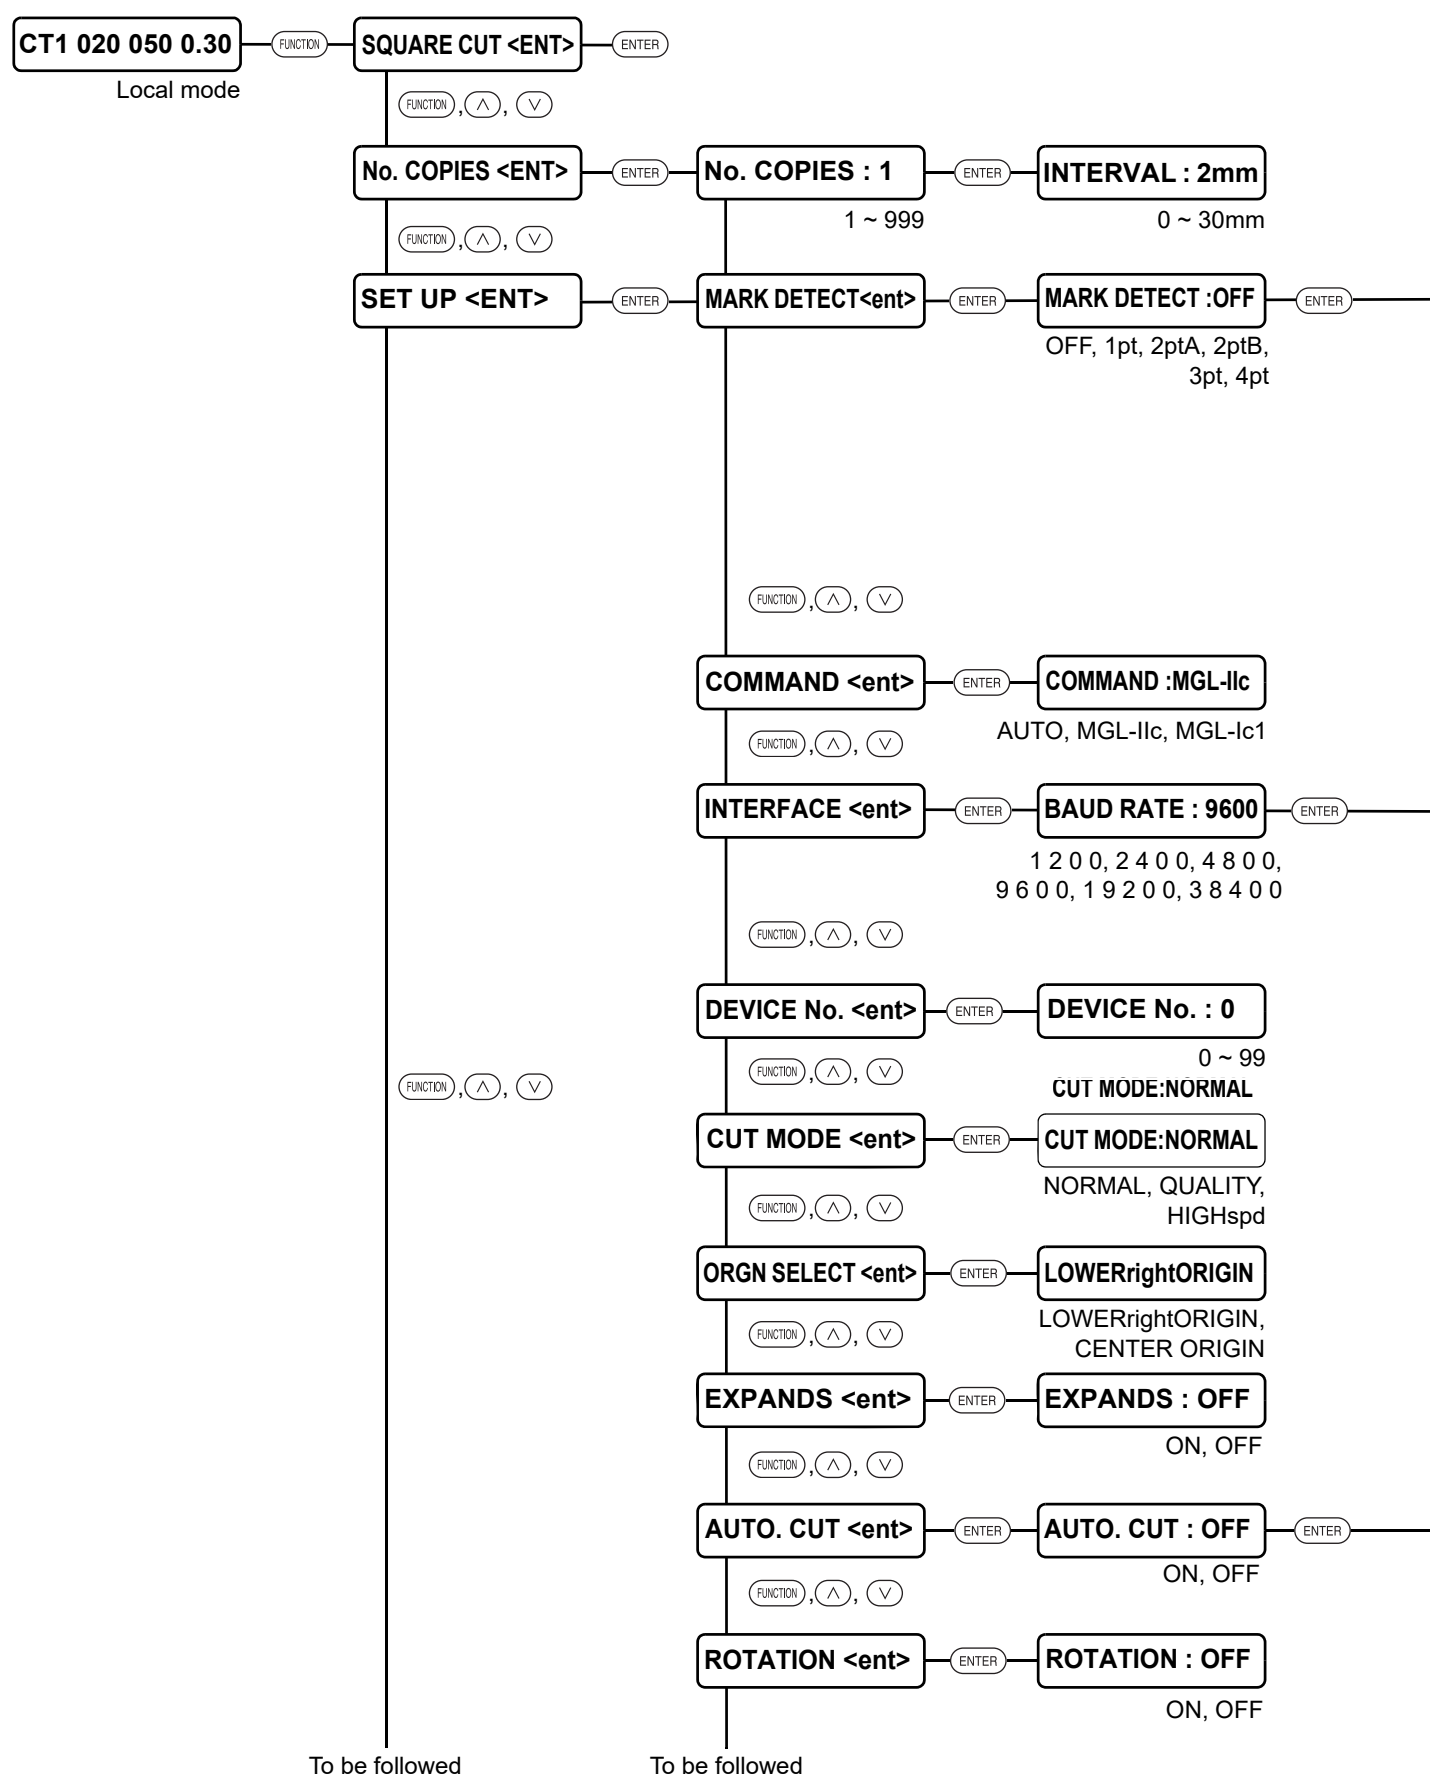 CT1 020 050 0.30 FUNCTION SQUARE CUT <ENT> ENTER
Local mode
FUNCTION , ∧ , ∨
No. COPIES <ENT> ENTER No. COPIES : 1 ENTER INTERVAL : 2mm
1 ~ 999 0 ~ 30mm
FUNCTION , ∧ , ∨
SET UP <ENT> ENTER MARK DETECT<ent> ENTER MARK DETECT :OFF ENTER
OFF, 1pt, 2ptA, 2ptB,
3pt, 4pt
FUNCTION , ∧ , ∨
COMMAND <ent> ENTER COMMAND :MGL-IIc
AUTO, MGL-IIc, MGL-Ic1
FUNCTION , ∧ , ∨
INTERFACE <ent> ENTER BAUD RATE : 9600 ENTER
1 2 0 0, 2 4 0 0, 4 8 0 0,
9 6 0 0, 1 9 2 0 0, 3 8 4 0 0
FUNCTION , ∧ , ∨
DEVICE No. <ent> ENTER DEVICE No. : 0
0 ~ 99
FUNCTION , ∧ , ∨
FUNCTION , ∧ , ∨ CUT MODE:NORMAL
CUT MODE <ent> ENTER CUT MODE:NORMAL
NORMAL, QUALITY,
HIGHspd
FUNCTION , ∧ , ∨
ORGN SELECT <ent> ENTER LOWERrightORIGIN
LOWERrightORIGIN,
CENTER ORIGIN
FUNCTION , ∧ , ∨
EXPANDS <ent> ENTER EXPANDS : OFF
ON, OFF
FUNCTION , ∧ , ∨
AUTO. CUT <ent> ENTER AUTO. CUT : OFF ENTER
ON, OFF
FUNCTION , ∧ , ∨
ROTATION <ent> ENTER ROTATION : OFF
ON, OFF
To be followed To be followed